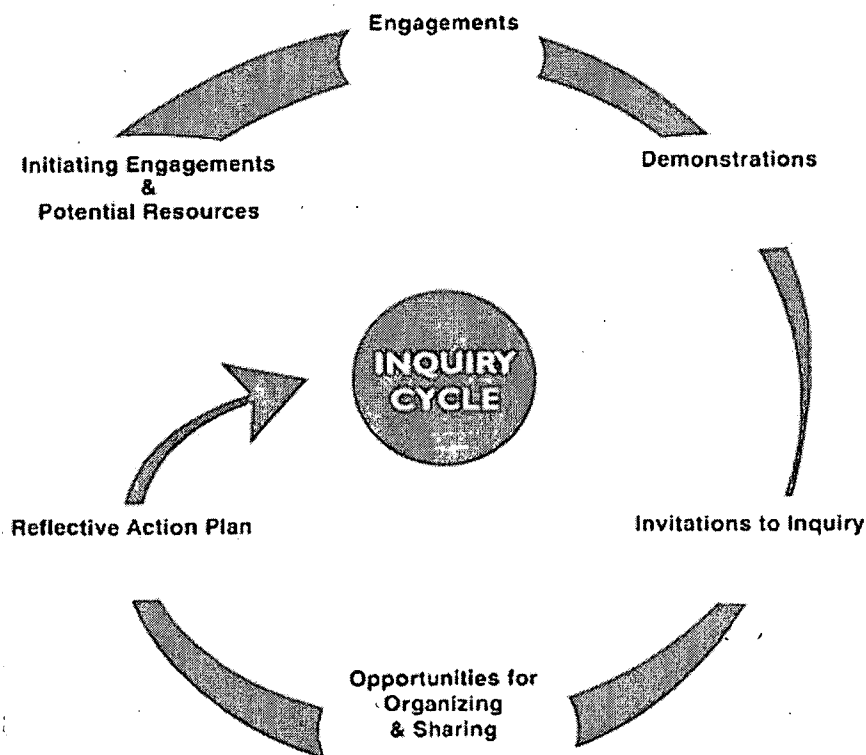 Engagements
Initiating Engagements
&
Potential Resources
Demonstrations
INQUIRY
CYCLE
Reflective Action Plan
Invitations to Inquiry
Opportunities for
Organizing
& Sharing